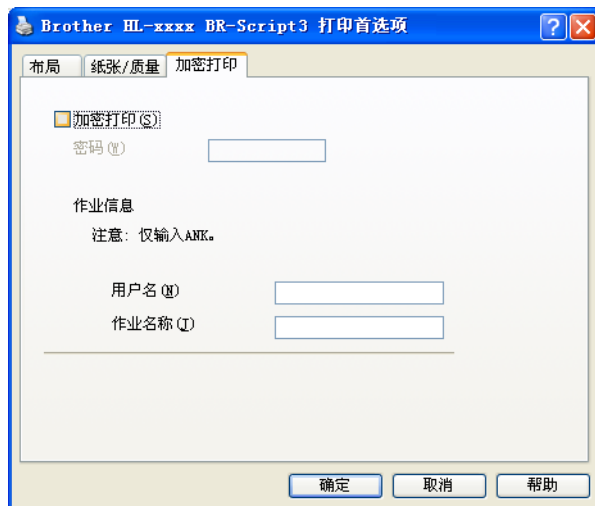 Brother HL-xxxx BR-Script3 打印首选项
布局 纸张/质量 加密打印
加密打印(S)
密码(W)
作业信息
注意: 仅输入ANK。
用户名(N)
作业名称(J)
确定 取消 帮助